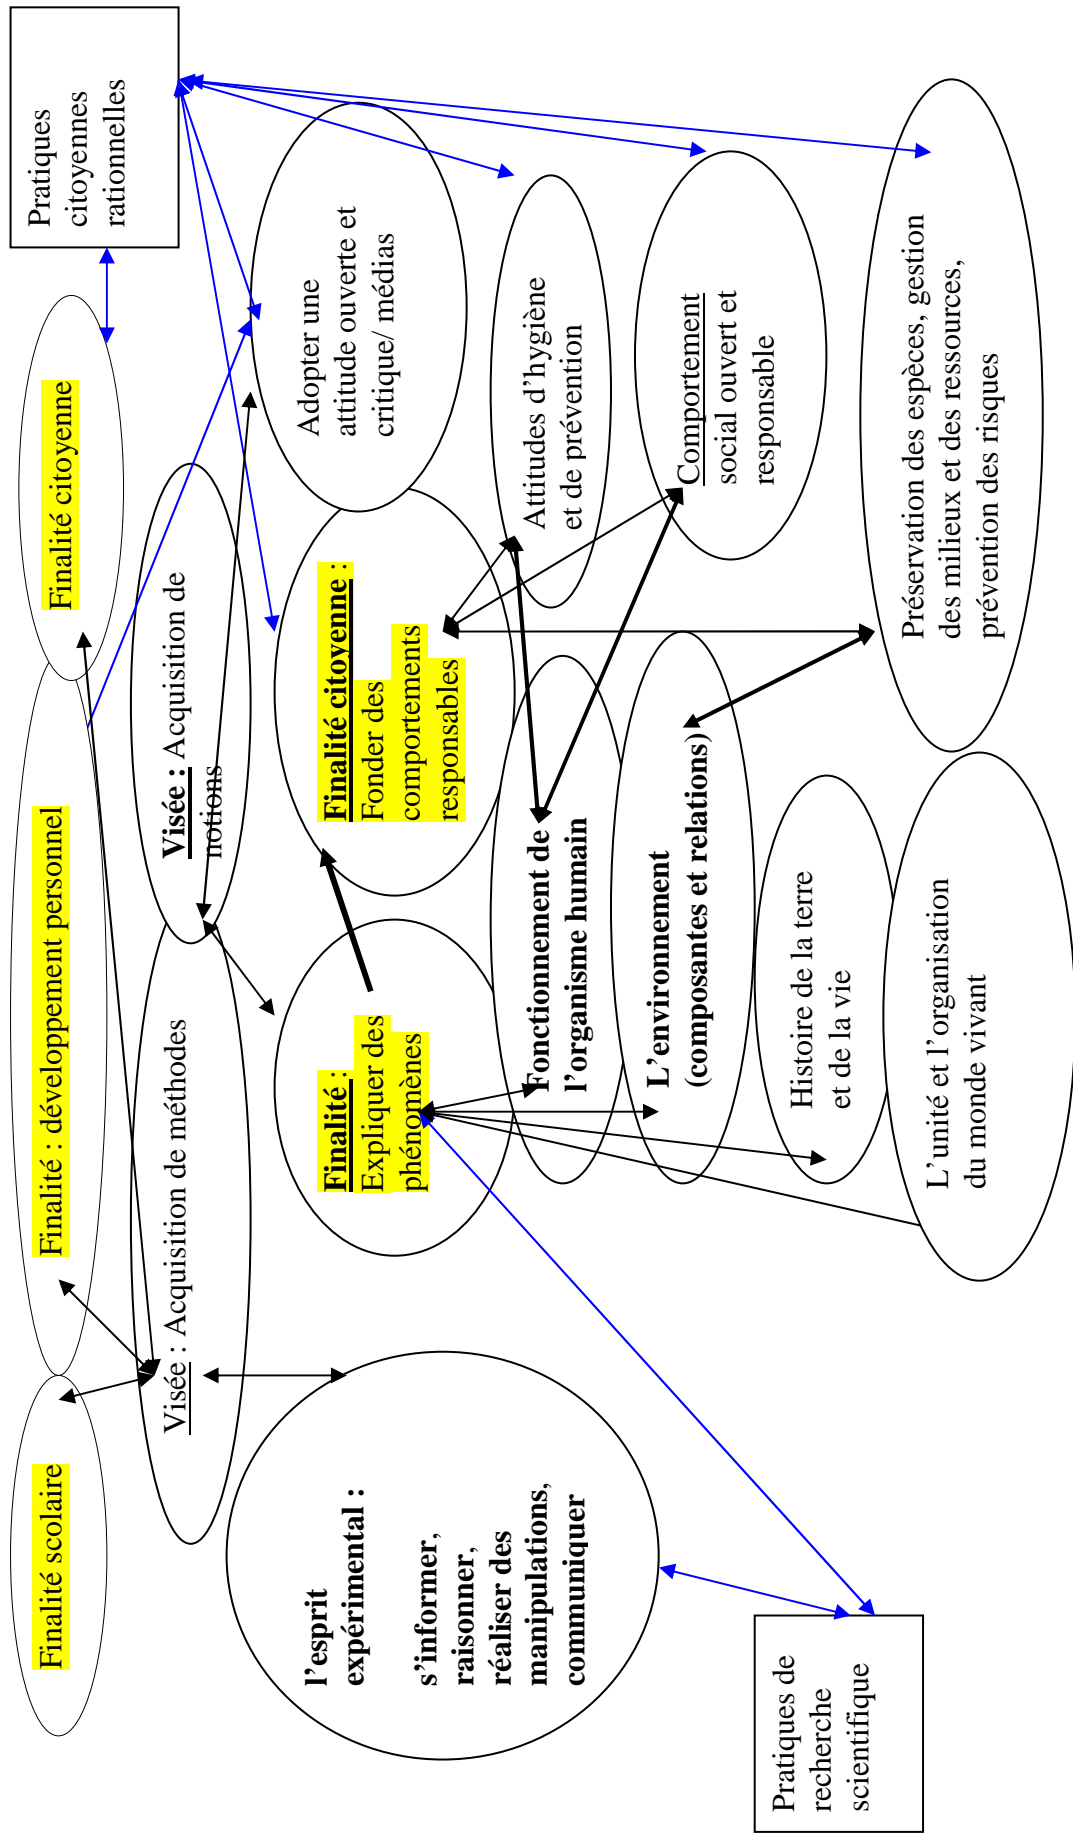 Finalité scolaire
Finalité : développement personnel
Finalité citoyenne
Pratiques
citoyennes
rationnelles
Visée : Acquisition de méthodes
Visée : Acquisition de
notions
l'esprit
expérimental :
s'informer,
raisonner,
réaliser des
manipulations,
communiquer
Finalité :
Expliquer des
phénomènes
Finalité citoyenne :
Fonder des
comportements
responsables
Adopter une
attitude ouverte et
critique/ médias
Fonctionnement de
l'organisme humain
Attitudes d'hygiène
et de prévention
L'environnement
(composantes et relations)
Comportement
social ouvert et
responsable
Histoire de la terre
et de la vie
Préservation des espèces, gestion
des milieux et des ressources,
prévention des risques
L'unité et l'organisation
du monde vivant
Pratiques de
recherche
scientifique